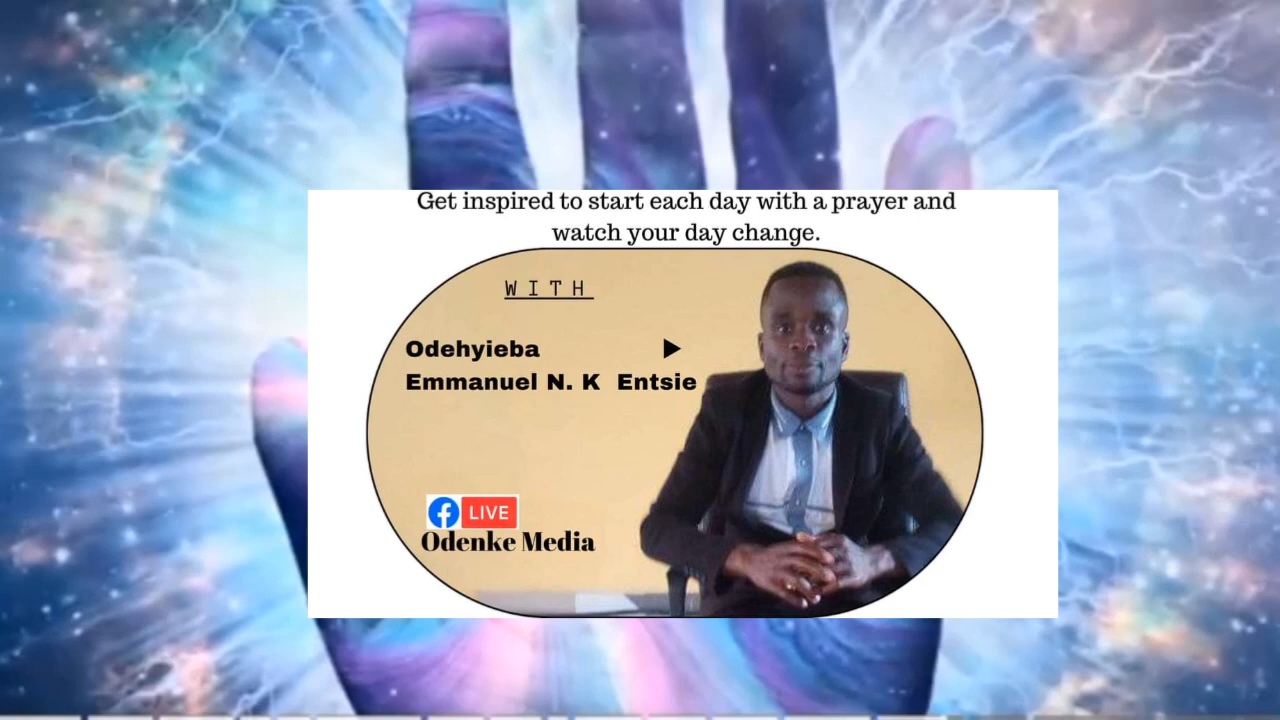 Get inspired to start each day with a prayer and
watch your day change.
WITH
Odehyieba
Emmanuel N. K Entsie
LIVE
Odenke Media